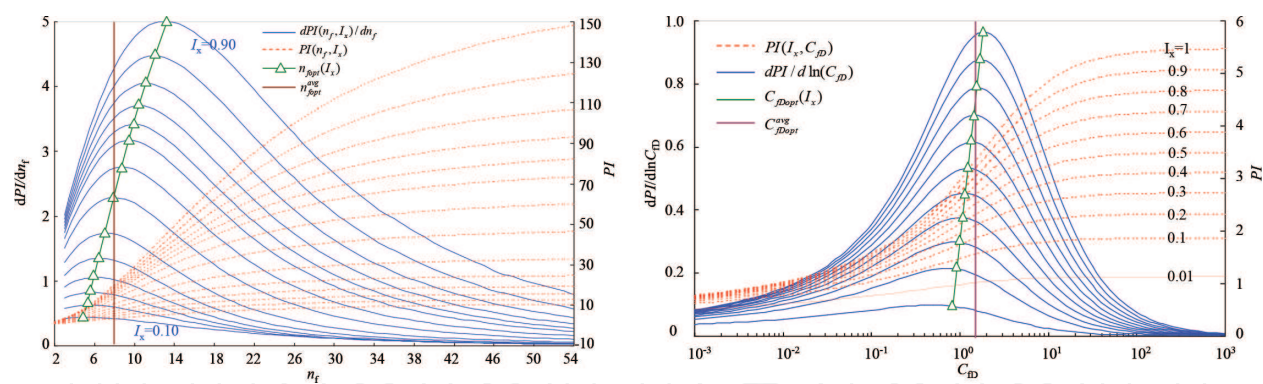 5
4
3
2
1
0
dPI/dn_f
I_x=0.90
I_x=0.10
dPI(n_f, I_x)/dn_f
PI(n_f, I_x)
n_fopt(I_x)
n_fopt^avg
150
130
110
90
70
50
30
10
-10
PI
2 6 10 14 18 22 26 30 34 38 42 46 50 54
n_f
1.0
0.8
0.6
0.4
0.2
0
dPI/dlnC_fD
PI(I_x, C_fD)
dPI / d ln(C_fD)
C_fDopt(I_x)
C_fDopt^avg
I_x=1
0.9
0.8
0.7
0.6
0.5
0.4
0.3
0.2
0.1
0.01
6
5
4
3
2
1
0
PI
10^-3 10^-2 10^-1 10^0 10^1 10^2 10^3
C_fD